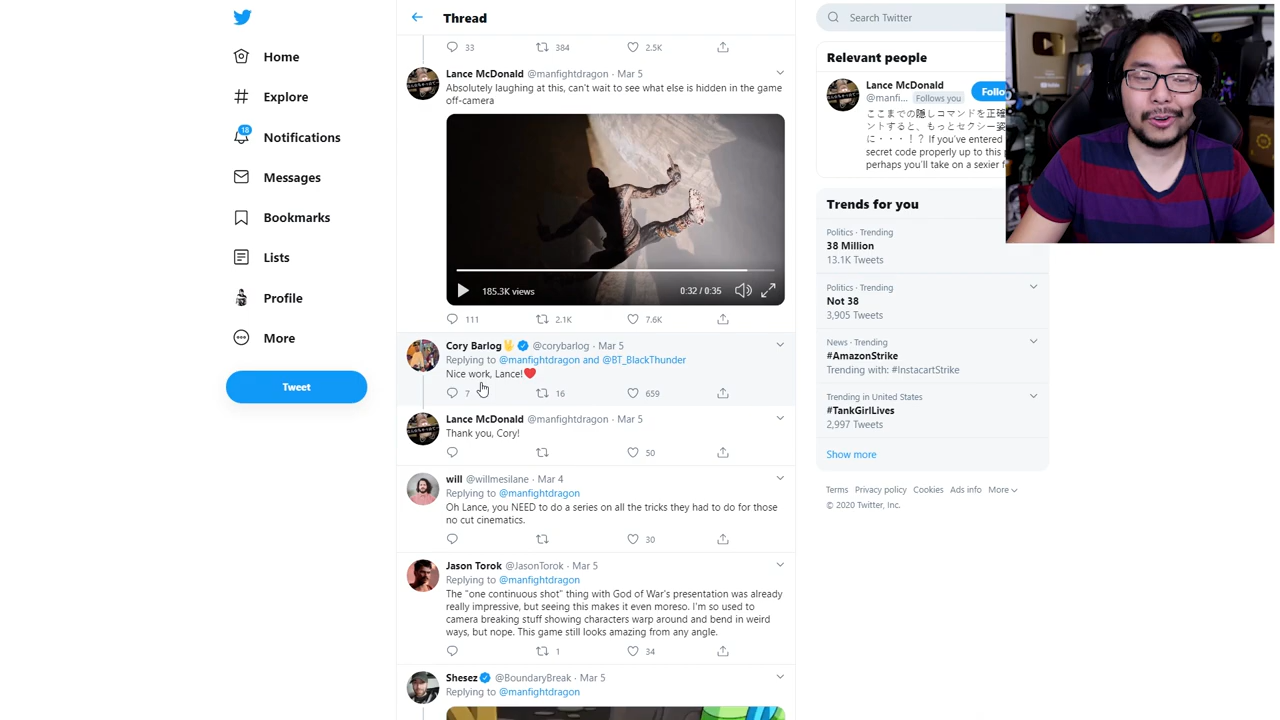 Thread
Search Twitter
Home
Explore
18
Notifications
Messages
Bookmarks
Lists
Profile
More
Tweet
33 384 2.5K
Lance McDonald @manfightdragon · Mar 5
Absolutely laughing at this, can't wait to see what else is hidden in the game
off-camera
185.3K views 0:32 / 0:35
111 2.1K 7.6K
Cory Barlog @corybarlog · Mar 5
Replying to @manfightdragon and @BT_BlackThunder
Nice work, Lance!
7 16 659
Lance McDonald @manfightdragon · Mar 5
Thank you, Cory!
50
will @willmesilane · Mar 4
Replying to @manfightdragon
Oh Lance, you NEED to do a series on all the tricks they had to do for those
no cut cinematics.
30
Jason Torok @JasonTorok · Mar 5
Replying to @manfightdragon
The "one continuous shot" thing with God of War's presentation was already
really impressive, but seeing this makes it even moreso. I'm so used to
camera breaking stuff showing characters warp around and bend in weird
ways, but nope. This game still looks amazing from any angle.
1 34
Shesez @BoundaryBreak · Mar 5
Replying to @manfightdragon
Relevant people
Lance McDonald
@manfi... Follows you
Follo
ここまでの隠しコマンドを正確
ントすると、もっとセクシー姿
に・・・！？ If you've entered
secret code properly up to this
perhaps you'll take on a sexier f
Trends for you
Politics · Trending
38 Million
13.1K Tweets
Politics · Trending
Not 38
3,905 Tweets
News · Trending
#AmazonStrike
Trending with: #InstacartStrike
Trending in United States
#TankGirlLives
2,997 Tweets
Show more
Terms Privacy policy Cookies Ads info More
© 2020 Twitter, Inc.